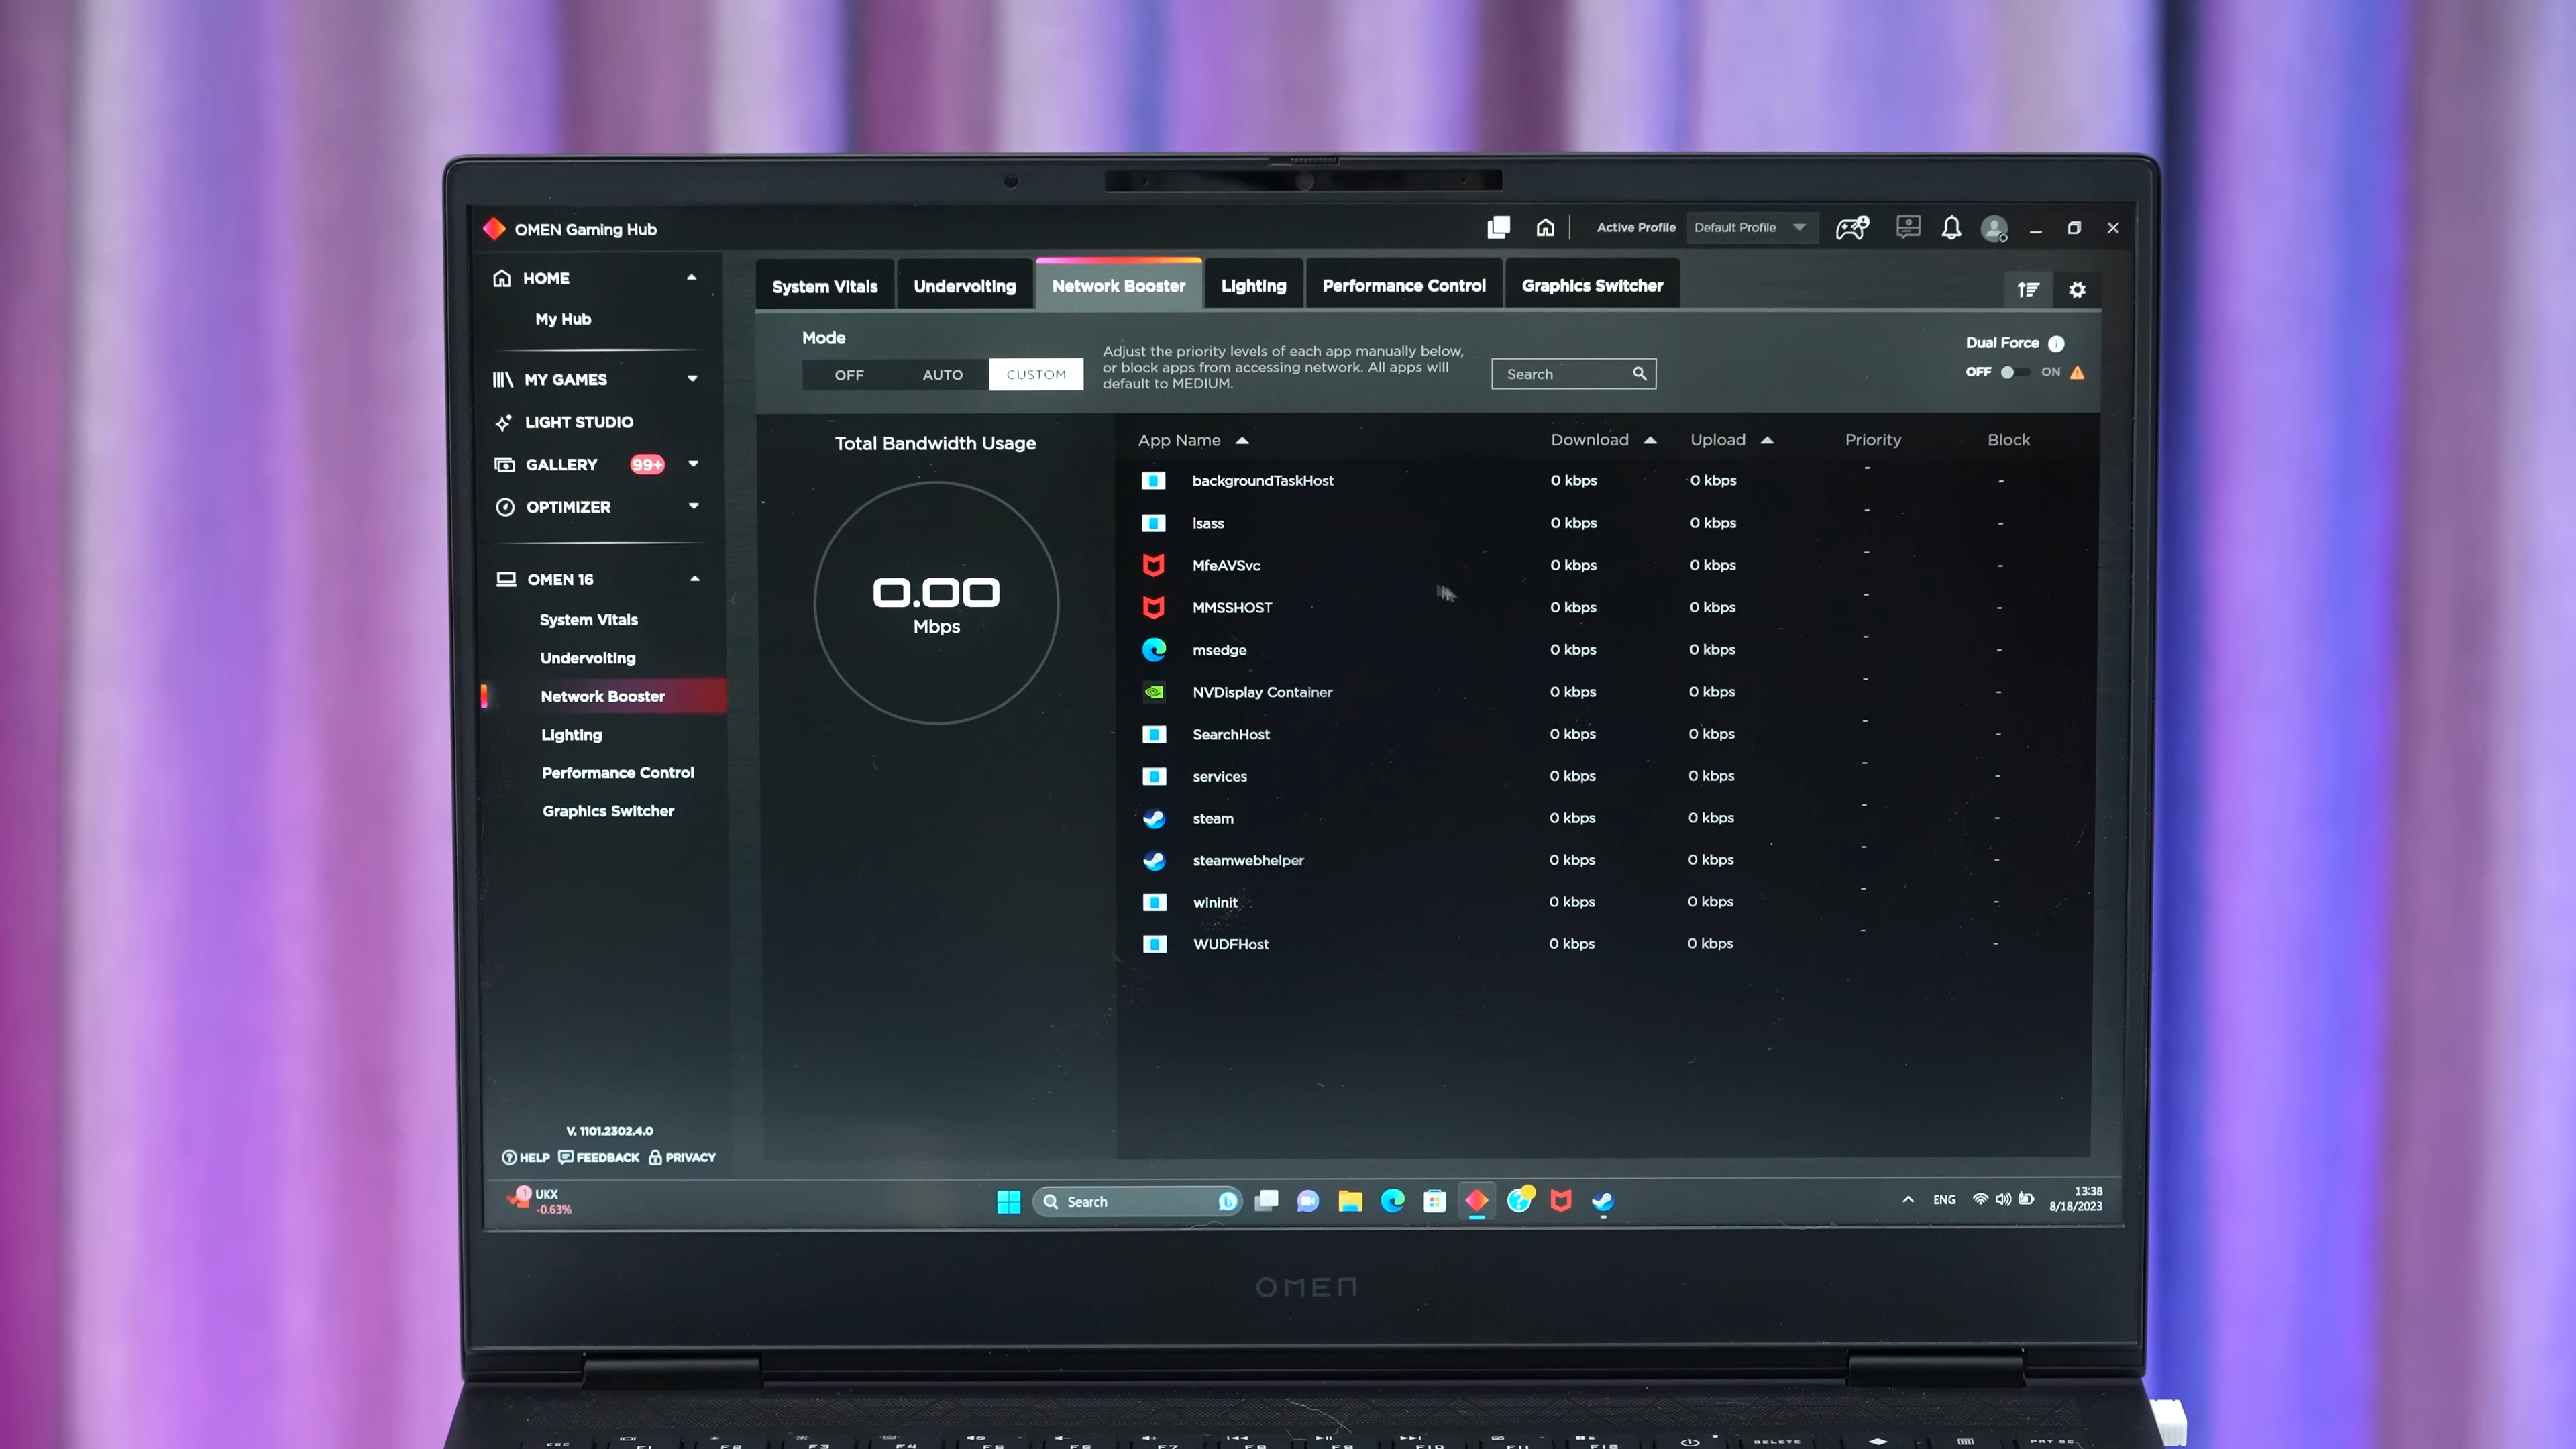 OMEN Gaming Hub
Active Profile
Default Profile
HOME
My Hub
MY GAMES
LIGHT STUDIO
GALLERY 99+
OPTIMIZER
OMEN 16
System Vitals
Undervolting
Network Booster
Lighting
Performance Control
Graphics Switcher
V. 1101.2302.4.0
HELP FEEDBACK PRIVACY
System Vitals
Undervolting
Network Booster
Lighting
Performance Control
Graphics Switcher
Mode
OFF AUTO CUSTOM
Adjust the priority levels of each app manually below,
or block apps from accessing network. All apps will
default to MEDIUM.
Search
Dual Force
OFF ON
Total Bandwidth Usage
0.00
Mbps
App Name Download Upload Priority Block
backgroundTaskHost 0 kbps 0 kbps - -
lsass 0 kbps 0 kbps - -
MfeAVSvc 0 kbps 0 kbps - -
MMSSHOST 0 kbps 0 kbps - -
msedge 0 kbps 0 kbps - -
NVDisplay Container 0 kbps 0 kbps - -
SearchHost 0 kbps 0 kbps - -
services 0 kbps 0 kbps - -
steam 0 kbps 0 kbps - -
steamwebhelper 0 kbps 0 kbps - -
wininit 0 kbps 0 kbps - -
WUDFHost 0 kbps 0 kbps - -
1
UKX
-0.63%
Search
ENG
13:38
8/18/2023
OMEN
DELETE
PRT SC